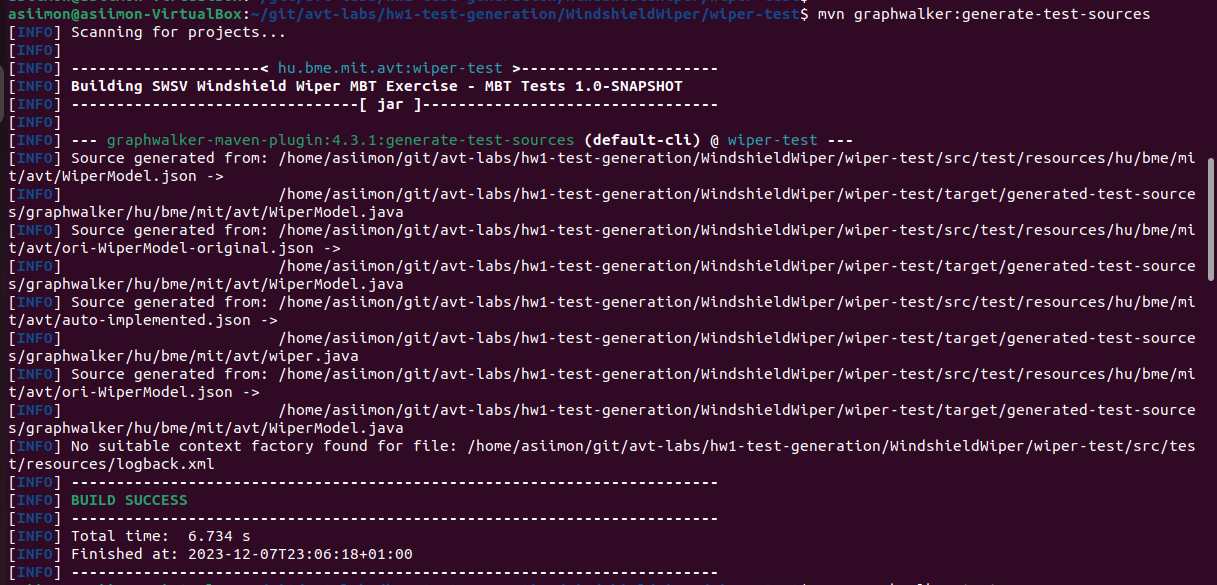 asiimon@asiimon-VirtualBox:~/git/avt-labs/hw1-test-generation/WindshieldWiper/wiper-test$ mvn graphwalker:generate-test-sources
[INFO] Scanning for projects...
[INFO]
[INFO] ---------------------< hu.bme.mit.avt:wiper-test >----------------------
[INFO] Building SWSV Windshield Wiper MBT Exercise - MBT Tests 1.0-SNAPSHOT
[INFO] --------------------------------[ jar ]---------------------------------
[INFO]
[INFO] --- graphwalker-maven-plugin:4.3.1:generate-test-sources (default-cli) @ wiper-test ---
[INFO] Source generated from: /home/asiimon/git/avt-labs/hw1-test-generation/WindshieldWiper/wiper-test/src/test/resources/hu/bme/mi
t/avt/WiperModel.json ->
[INFO]                        /home/asiimon/git/avt-labs/hw1-test-generation/WindshieldWiper/wiper-test/target/generated-test-source
s/graphwalker/hu/bme/mit/avt/WiperModel.java
[INFO] Source generated from: /home/asiimon/git/avt-labs/hw1-test-generation/WindshieldWiper/wiper-test/src/test/resources/hu/bme/mi
t/avt/ori-WiperModel-original.json ->
[INFO]                        /home/asiimon/git/avt-labs/hw1-test-generation/WindshieldWiper/wiper-test/target/generated-test-source
s/graphwalker/hu/bme/mit/avt/WiperModel.java
[INFO] Source generated from: /home/asiimon/git/avt-labs/hw1-test-generation/WindshieldWiper/wiper-test/src/test/resources/hu/bme/mi
t/avt/auto-implemented.json ->
[INFO]                        /home/asiimon/git/avt-labs/hw1-test-generation/WindshieldWiper/wiper-test/target/generated-test-source
s/graphwalker/hu/bme/mit/avt/wiper.java
[INFO] Source generated from: /home/asiimon/git/avt-labs/hw1-test-generation/WindshieldWiper/wiper-test/src/test/resources/hu/bme/mi
t/avt/ori-WiperModel.json ->
[INFO]                        /home/asiimon/git/avt-labs/hw1-test-generation/WindshieldWiper/wiper-test/target/generated-test-source
s/graphwalker/hu/bme/mit/avt/WiperModel.java
[INFO] No suitable context factory found for file: /home/asiimon/git/avt-labs/hw1-test-generation/WindshieldWiper/wiper-test/src/tes
t/resources/logback.xml
[INFO] ------------------------------------------------------------------------
[INFO] BUILD SUCCESS
[INFO] ------------------------------------------------------------------------
[INFO] Total time:  6.734 s
[INFO] Finished at: 2023-12-07T23:06:18+01:00
[INFO] ------------------------------------------------------------------------